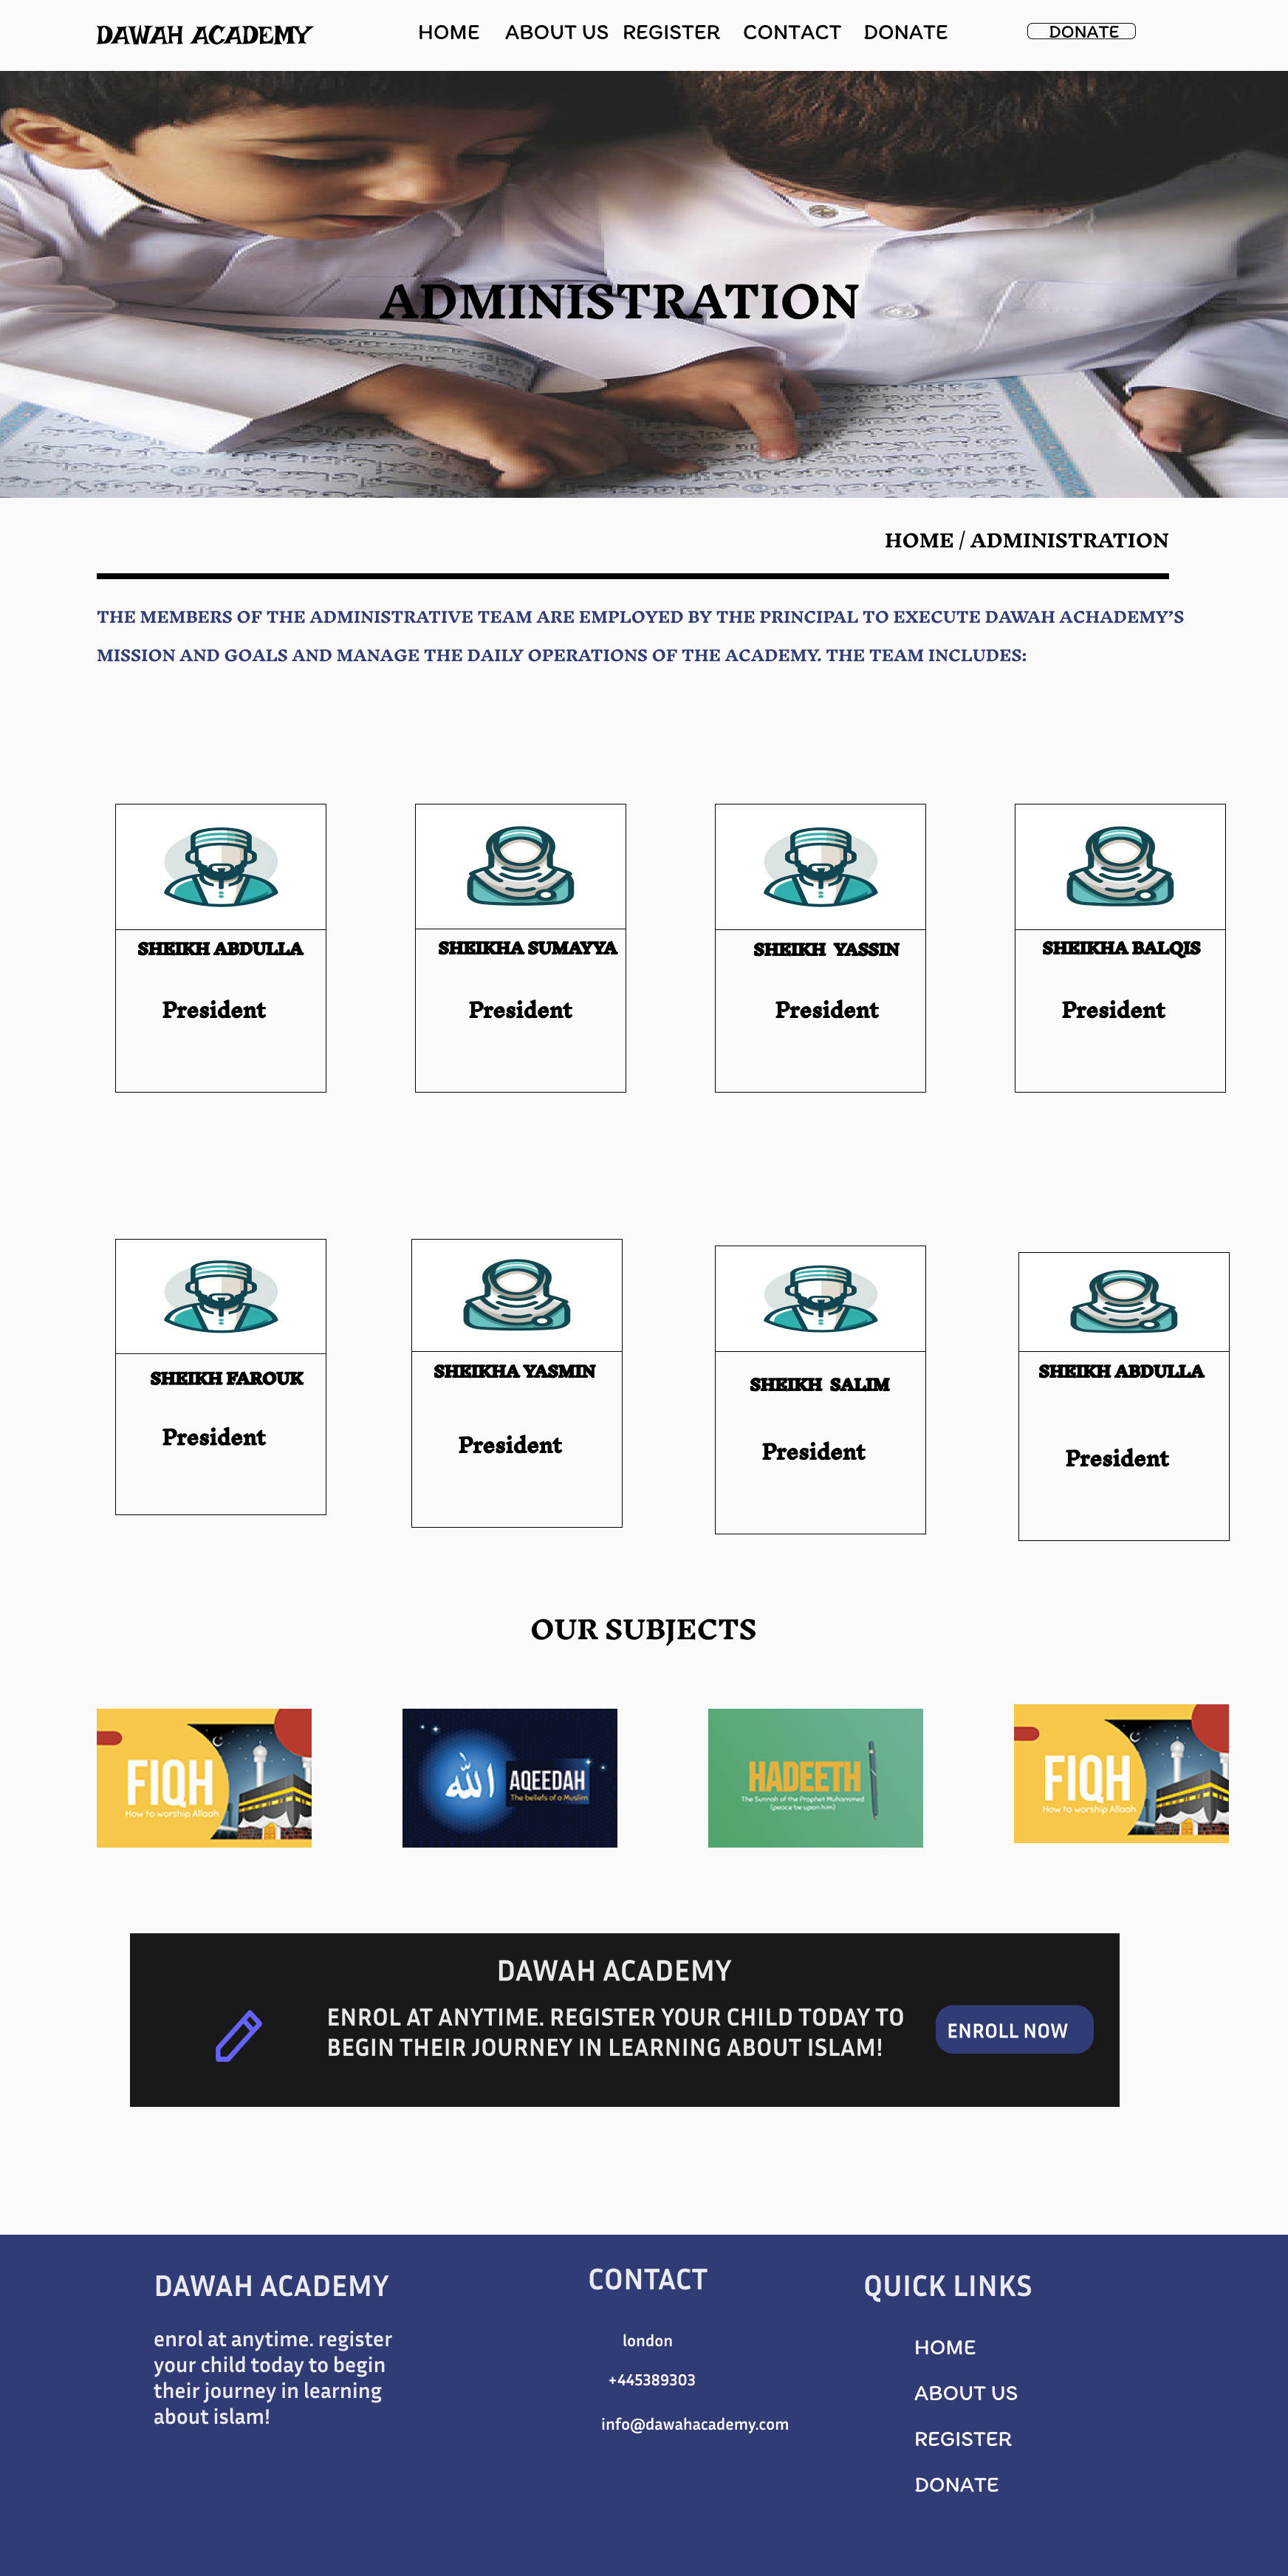 DAWAH ACADEMY
HOME ABOUT US REGISTER CONTACT DONATE
DONATE
ADMINISTRATION
HOME / ADMINISTRATION
THE MEMBERS OF THE ADMINISTRATIVE TEAM ARE EMPLOYED BY THE PRINCIPAL TO EXECUTE DAWAH ACHADEMY'S
MISSION AND GOALS AND MANAGE THE DAILY OPERATIONS OF THE ACADEMY. THE TEAM INCLUDES:
SHEIKH ABDULLA
President
SHEIKHA SUMAYYA
President
SHEIKH YASSIN
President
SHEIKHA BALQIS
President
SHEIKH FAROUK
President
SHEIKHA YASMIN
President
SHEIKH SALIM
President
SHEIKH ABDULLA
President
OUR SUBJECTS
FIQH
How to worship Allaah
الله
AQEEDAH
The beliefs of a Muslim
HADEETH
The Sunnah of the Prophet Muhammed
(peace be upon him)
FIQH
How to worship Allaah
DAWAH ACADEMY
ENROL AT ANYTIME. REGISTER YOUR CHILD TODAY TO
BEGIN THEIR JOURNEY IN LEARNING ABOUT ISLAM!
ENROLL NOW
DAWAH ACADEMY
enrol at anytime. register
your child today to begin
their journey in learning
about islam!
CONTACT
london
+445389303
info@dawahacademy.com
QUICK LINKS
HOME
ABOUT US
REGISTER
DONATE